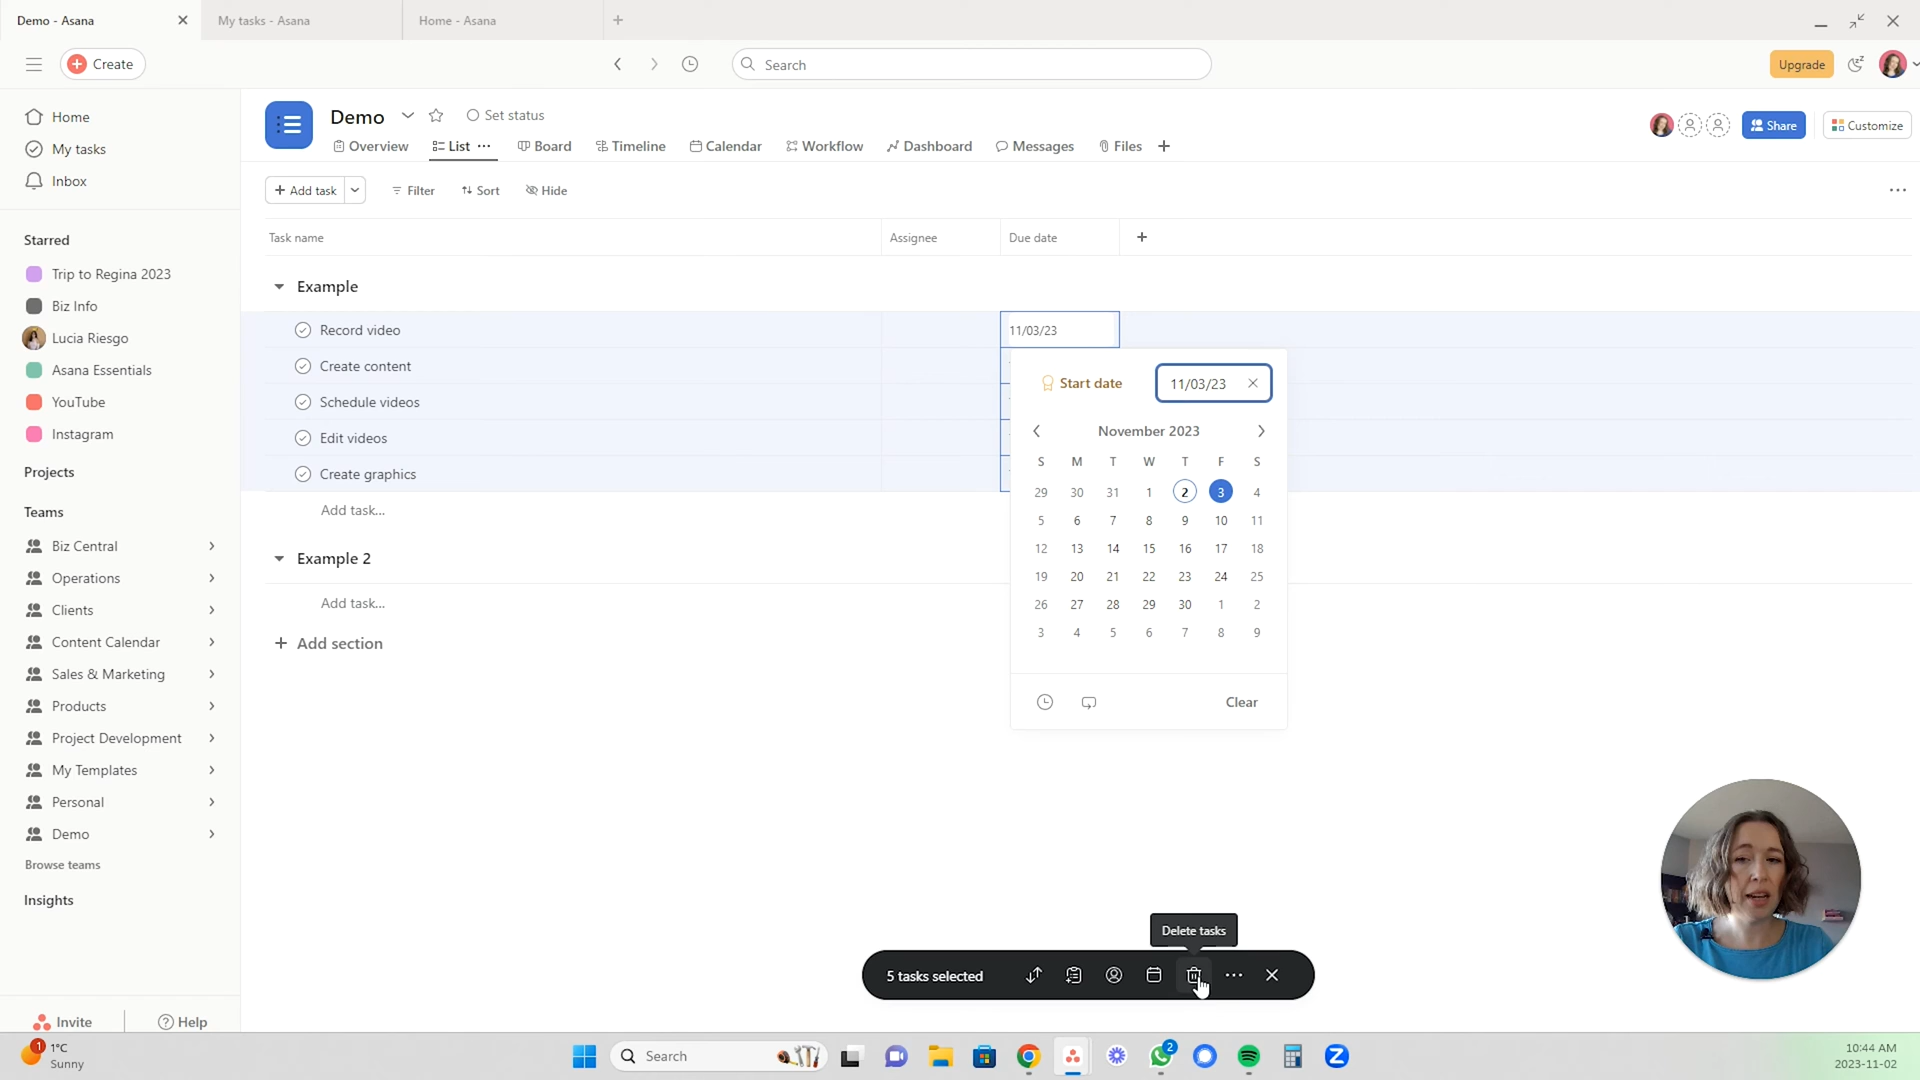 Demo - Asana
My tasks - Asana
Home - Asana
Create
Search
Upgrade
Home
My tasks
Inbox
Starred
Trip to Regina 2023
Biz Info
Lucia Riesgo
Asana Essentials
YouTube
Instagram
Projects
Teams
Biz Central
Operations
Clients
Content Calendar
Sales & Marketing
Products
Project Development
My Templates
Personal
Demo
Browse teams
Insights
Invite
Help
Demo
Set status
Share
Customize
Overview
List
Board
Timeline
Calendar
Workflow
Dashboard
Messages
Files
+ Add task
Filter
Sort
Hide
Task name
Assignee
Due date
Example
Record video
11/03/23
Create content
Schedule videos
Edit videos
Create graphics
Add task...
Example 2
Add task...
+ Add section
Start date
11/03/23
November 2023
S M T W T F S
29 30 31 1 2 3 4
5 6 7 8 9 10 11
12 13 14 15 16 17 18
19 20 21 22 23 24 25
26 27 28 29 30 1 2
3 4 5 6 7 8 9
Clear
Delete tasks
5 tasks selected
1
1°C
Sunny
Search
2
Z
10:44 AM
2023-11-02